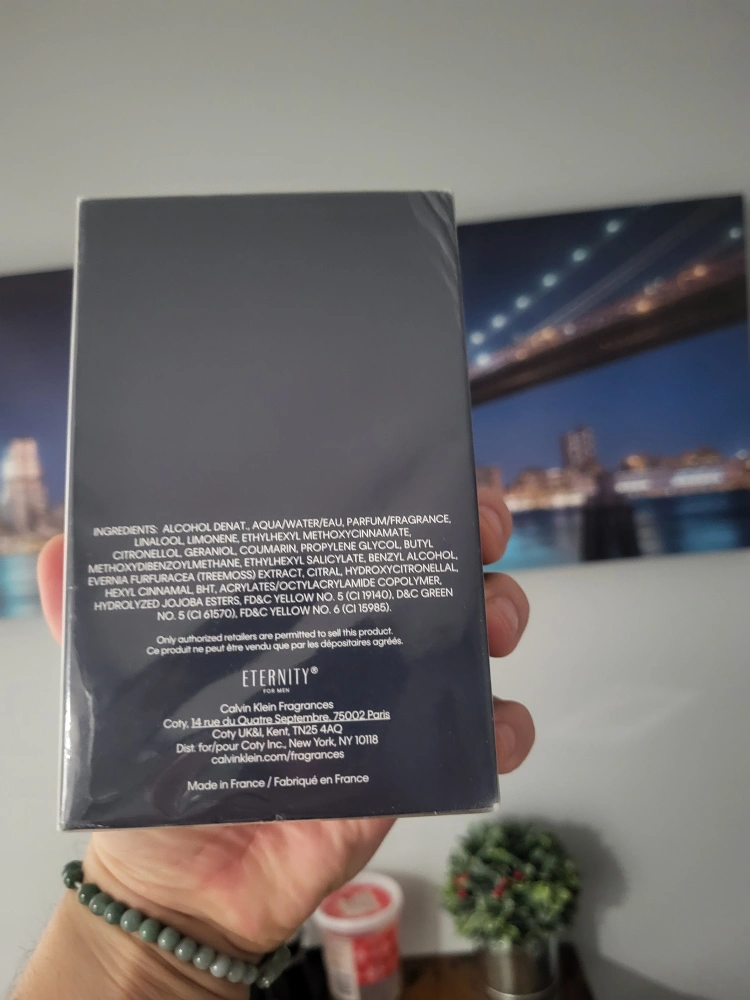 INGREDIENTS: ALCOHOL DENAT., AQUA/WATER/EAU, PARFUM/FRAGRANCE,
LINALOOL, LIMONENE, ETHYLHEXYL METHOXYCINNAMATE,
CITRONELLOL, GERANIOL, COUMARIN, PROPYLENE GLYCOL, BUTYL
METHOXYDIBENZOYLMETHANE, ETHYLHEXYL SALICYLATE, BENZYL ALCOHOL,
EVERNIA FURFURACEA (TREEMOSS) EXTRACT, CITRAL, HYDROXYCITRONELLAL,
HEXYL CINNAMAL, BHT, ACRYLATES/OCTYLACRYLAMIDE COPOLYMER,
HYDROLYZED JOJOBA ESTERS, FD&C YELLOW NO. 5 (CI 19140), D&C GREEN
NO. 5 (CI 61570), FD&C YELLOW NO. 6 (CI 15985).
Only authorized retailers are permitted to sell this product.
Ce produit ne peut être vendu que par les dépositaires agréés.
ETERNITY®
FOR MEN
Calvin Klein Fragrances
Coty, 14 rue du Quatre Septembre, 75002 Paris
Coty UK&I, Kent, TN25 4AQ
Dist. for/pour Coty Inc., New York, NY 10118
calvinklein.com/fragrances
Made in France / Fabriqué en France